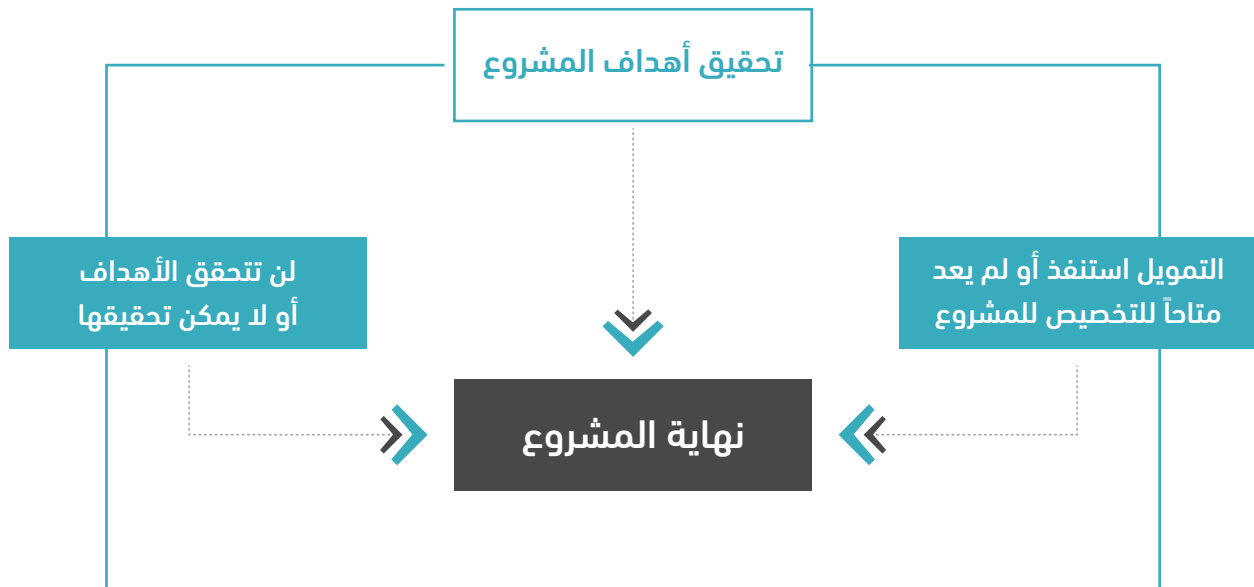 تحقيق أهداف المشروع
التمويل استنفذ أو لم يعد
متاحاً للتخصيص للمشروع
لن تتحقق الأهداف
أو لا يمكن تحقيقها
نهاية المشروع